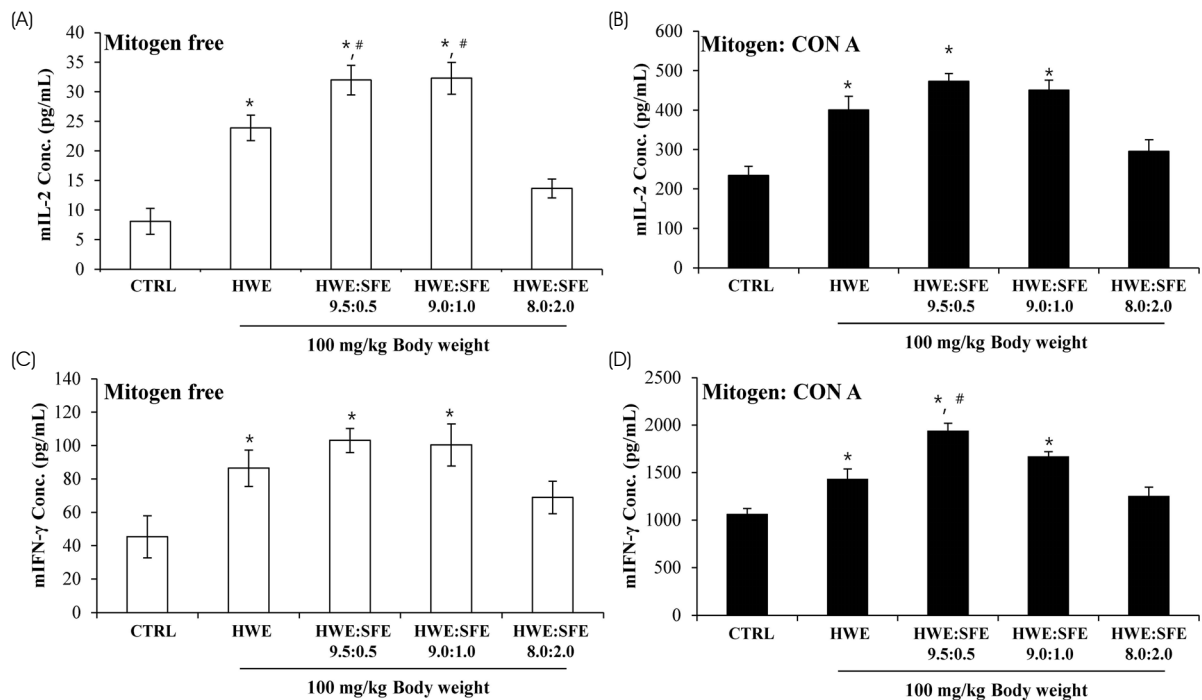 (A)
Mitogen free
mIL-2 Conc. (pg/mL)
40
35
30
25
20
15
10
5
0
* 
*, #
*, #
CTRL HWE HWE:SFE HWE:SFE HWE:SFE
9.5:0.5 9.0:1.0 8.0:2.0
100 mg/kg Body weight
(B)
Mitogen: CON A
mIL-2 Conc. (pg/mL)
600
500
400
300
200
100
0
*
*
*
CTRL HWE HWE:SFE HWE:SFE HWE:SFE
9.5:0.5 9.0:1.0 8.0:2.0
100 mg/kg Body weight
(C)
Mitogen free
mIFN-γ Conc. (pg/mL)
140
120
100
80
60
40
20
0
*
*
*
CTRL HWE HWE:SFE HWE:SFE HWE:SFE
9.5:0.5 9.0:1.0 8.0:2.0
100 mg/kg Body weight
(D)
Mitogen: CON A
mIFN-γ Conc. (pg/mL)
2500
2000
1500
1000
500
0
*
*, #
*
CTRL HWE HWE:SFE HWE:SFE HWE:SFE
9.5:0.5 9.0:1.0 8.0:2.0
100 mg/kg Body weight